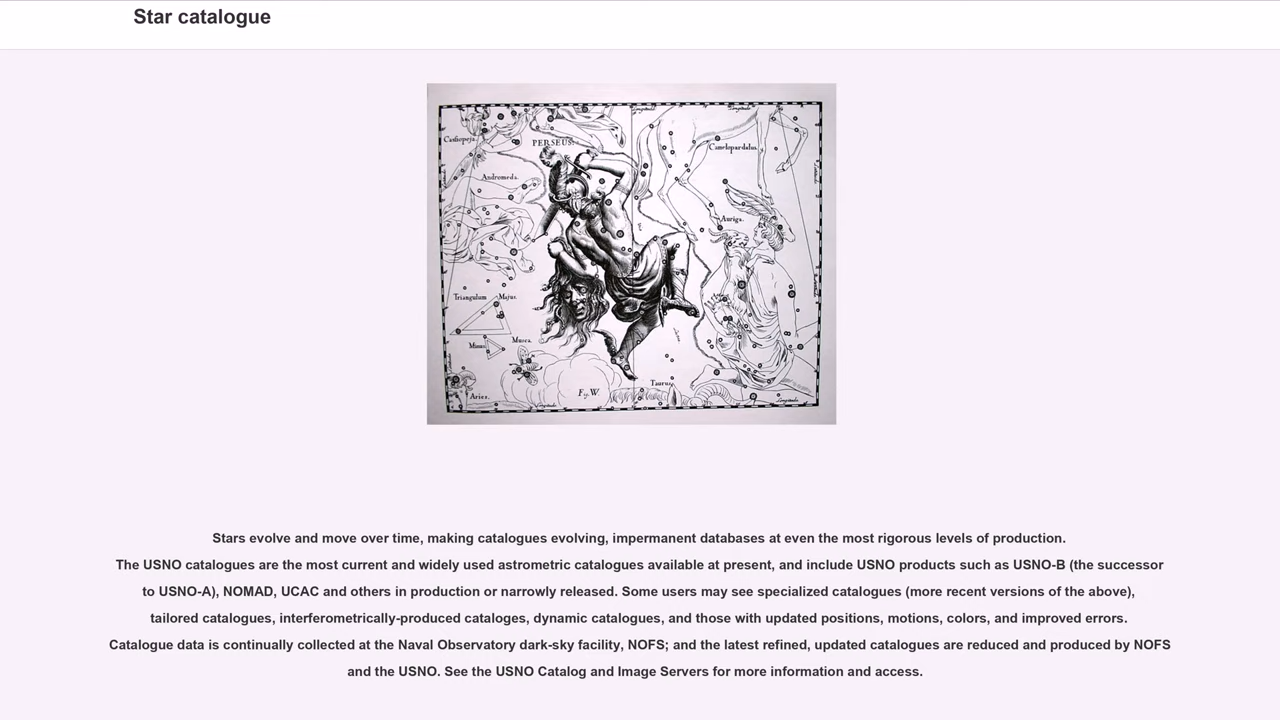 Star catalogue
Cassiopeja.
PERSEUS.
Camelopardalus.
Andromeda.
Auriga.
Triangulum Majus.
Minus.
Musca.
Taurus.
Aries.
Fig. W.
Longitudo
Longitudo
Longitudo
Longitudo
Stars evolve and move over time, making catalogues evolving, impermanent databases at even the most rigorous levels of production.
The USNO catalogues are the most current and widely used astrometric catalogues available at present, and include USNO products such as USNO-B (the successor
to USNO-A), NOMAD, UCAC and others in production or narrowly released. Some users may see specialized catalogues (more recent versions of the above),
tailored catalogues, interferometrically-produced cataloges, dynamic catalogues, and those with updated positions, motions, colors, and improved errors.
Catalogue data is continually collected at the Naval Observatory dark-sky facility, NOFS; and the latest refined, updated catalogues are reduced and produced by NOFS
and the USNO. See the USNO Catalog and Image Servers for more information and access.